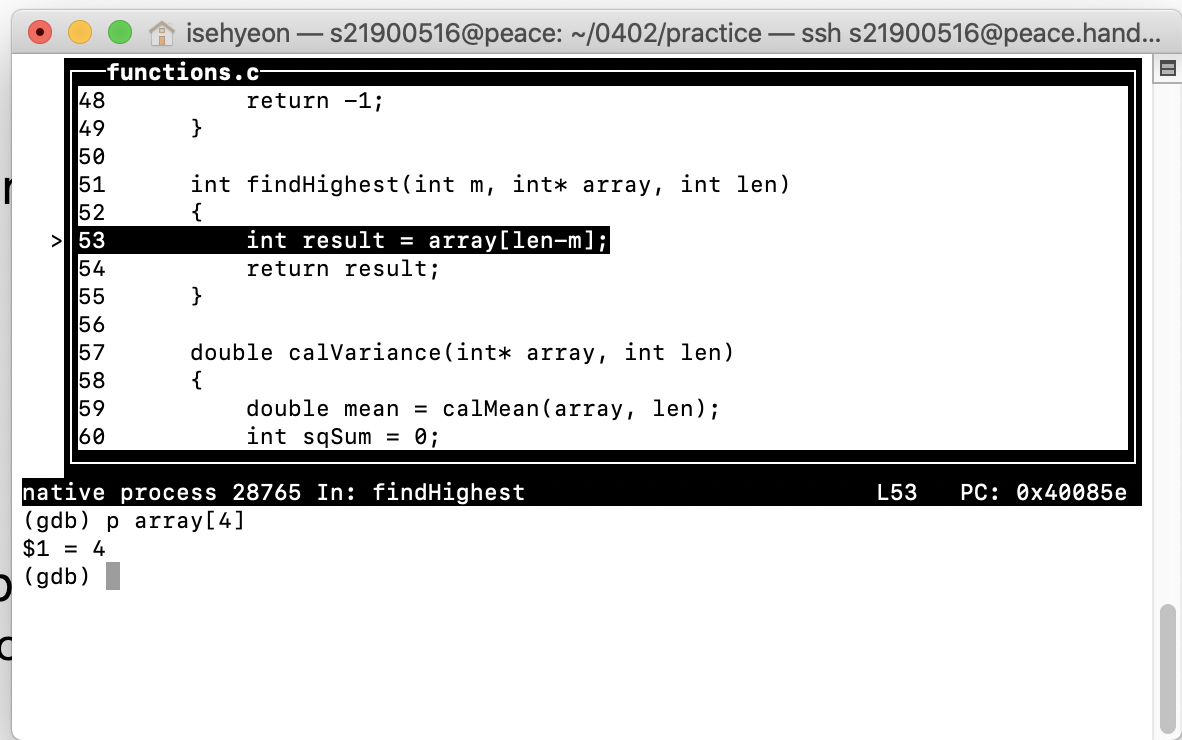 isehyeon — s21900516@peace: ~/0402/practice — ssh s21900516@peace.hand...
functions.c
48          return -1;
49      }
50
51      int findHighest(int m, int* array, int len)
52      {
>53          int result = array[len-m];
54          return result;
55      }
56
57      double calVariance(int* array, int len)
58      {
59          double mean = calMean(array, len);
60          int sqSum = 0;
native process 28765 In: findHighest                         L53   PC: 0x40085e
(gdb) p array[4]
$1 = 4
(gdb)